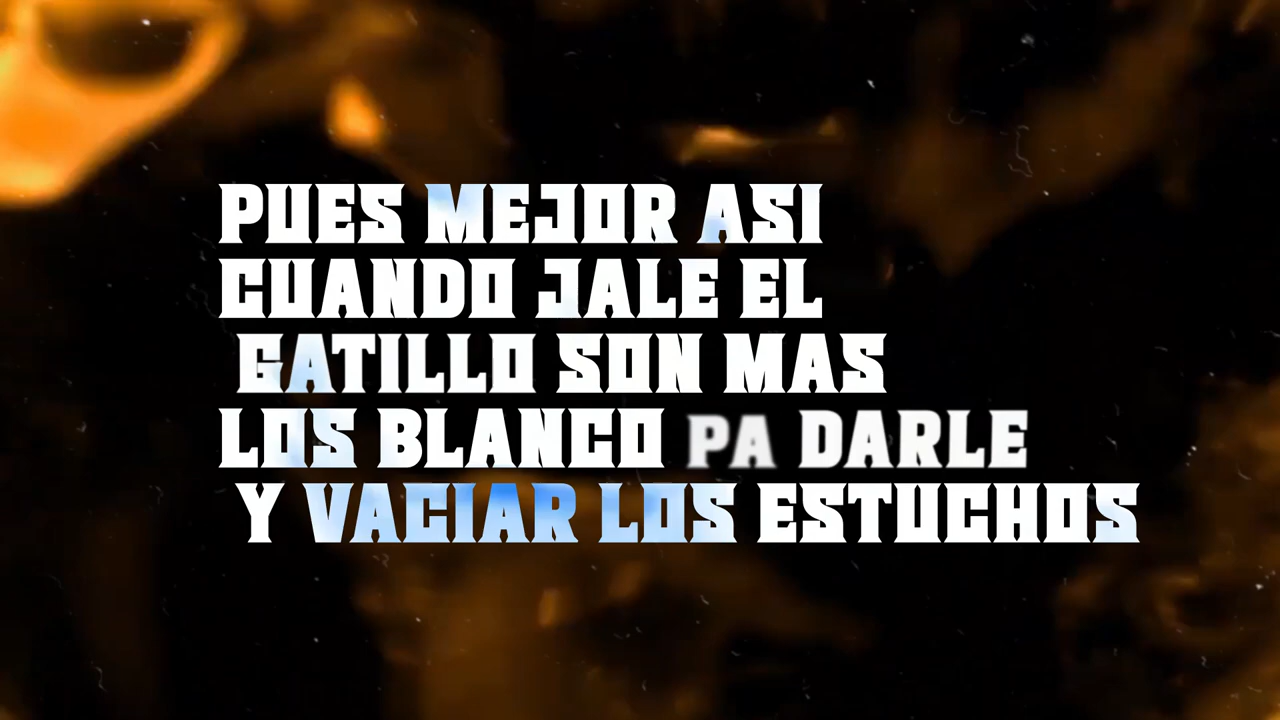 PUES MEJOR ASI
CUANDO JALE EL
GATILLO SON MAS
LOS BLANCO PA DARLE
Y VACIAR LOS ESTUCHOS